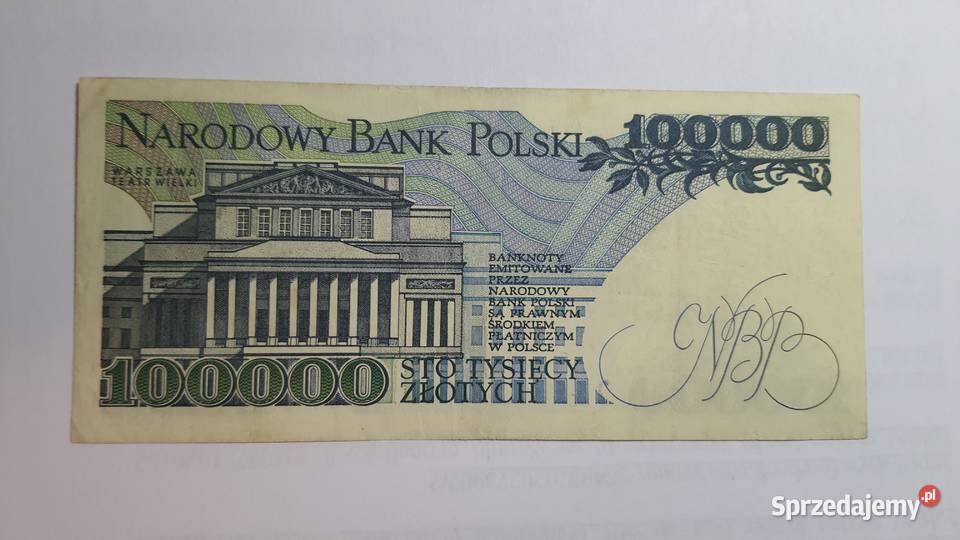 NARODOWY BANK POLSKI
100000
WARSZAWA
TEATR WIELKI
BANKNOTY
EMITOWANE
PRZEZ
NARODOWY
BANK POLSKI
SĄ PRAWNYM
ŚRODKIEM
PŁATNICZYM
W POLSCE
NBP
100000
STO TYSIĘCY
ZŁOTYCH
Sprzedajemy.pl